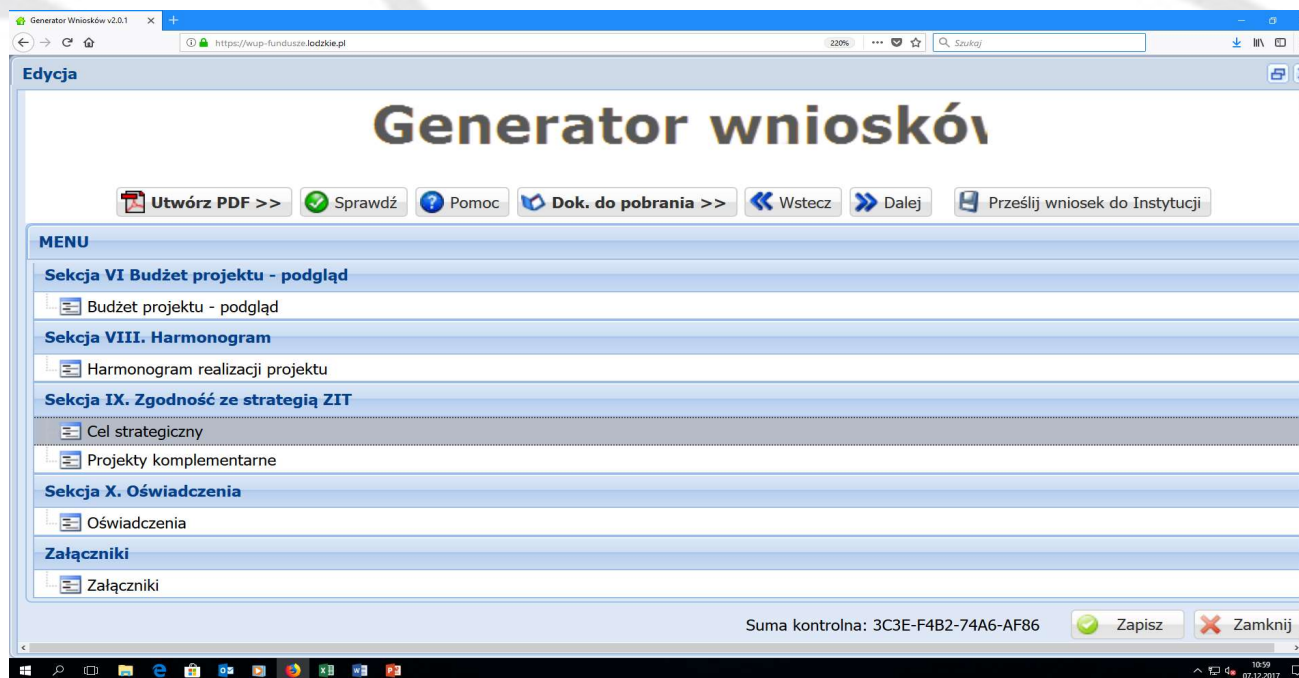 Generator Wniosków v2.0.1
https://wup-fundusze.lodzkie.pl 220% Szukaj
Edycja
Generator wniosków
Utwórz PDF >> Sprawdź Pomoc Dok. do pobrania >> Wstecz Dalej Prześlij wniosek do Instytucji
MENU
Sekcja VI Budżet projektu - podgląd
Budżet projektu - podgląd
Sekcja VIII. Harmonogram
Harmonogram realizacji projektu
Sekcja IX. Zgodność ze strategią ZIT
Cel strategiczny
Projekty komplementarne
Sekcja X. Oświadczenia
Oświadczenia
Załączniki
Załączniki
Suma kontrolna: 3C3E-F4B2-74A6-AF86 Zapisz Zamknij
10:59
07.12.2017